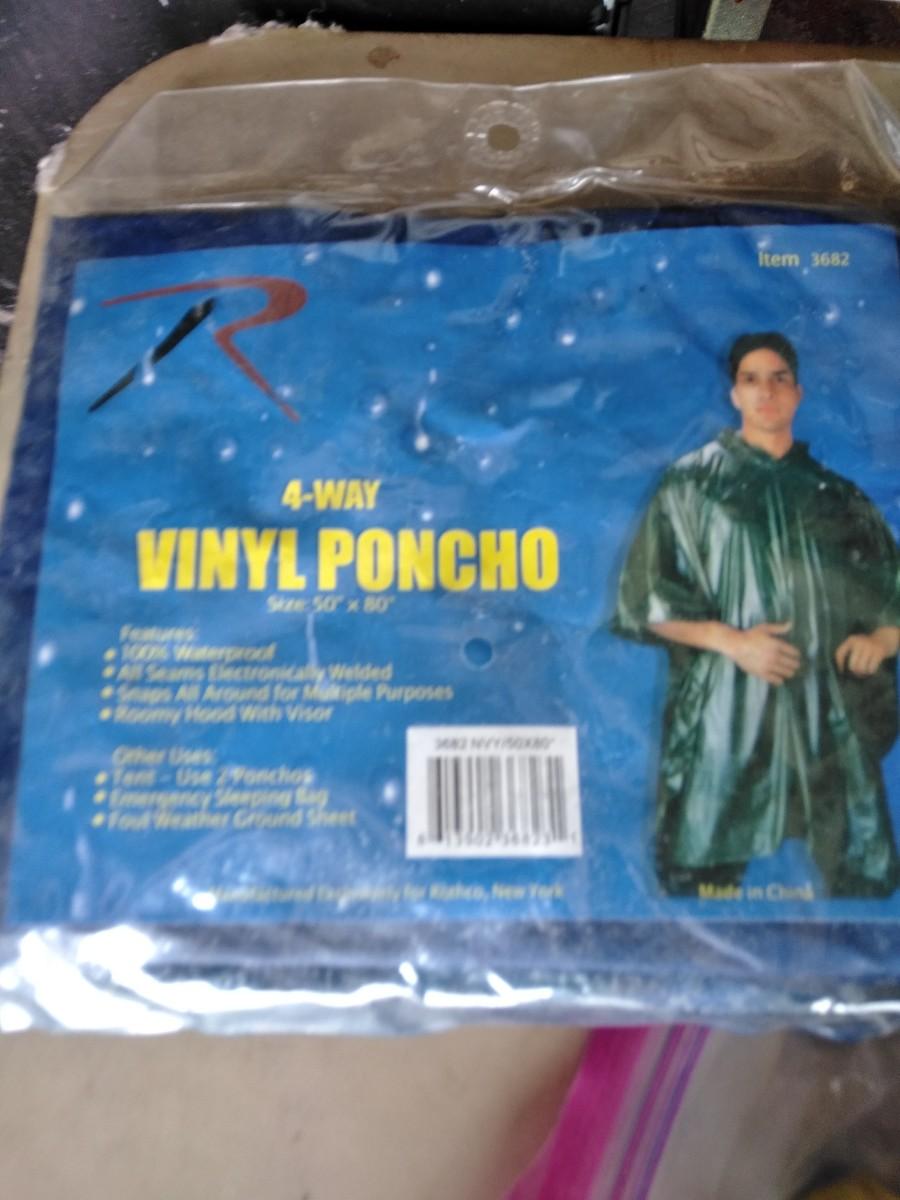 R
Item 3682
4-WAY
VINYL PONCHO
Size: 50" x 80"
Features:
• 100% Waterproof
• All Seams Electronically Welded
• Snaps All Around for Multiple Purposes
• Roomy Hood With Visor
Other Uses:
• Tent - Use 2 Ponchos
• Emergency Sleeping Bag
• Foul Weather Ground Sheet
3682 NVY/50X80"
Manufactured for Rothco, New York
Made in China